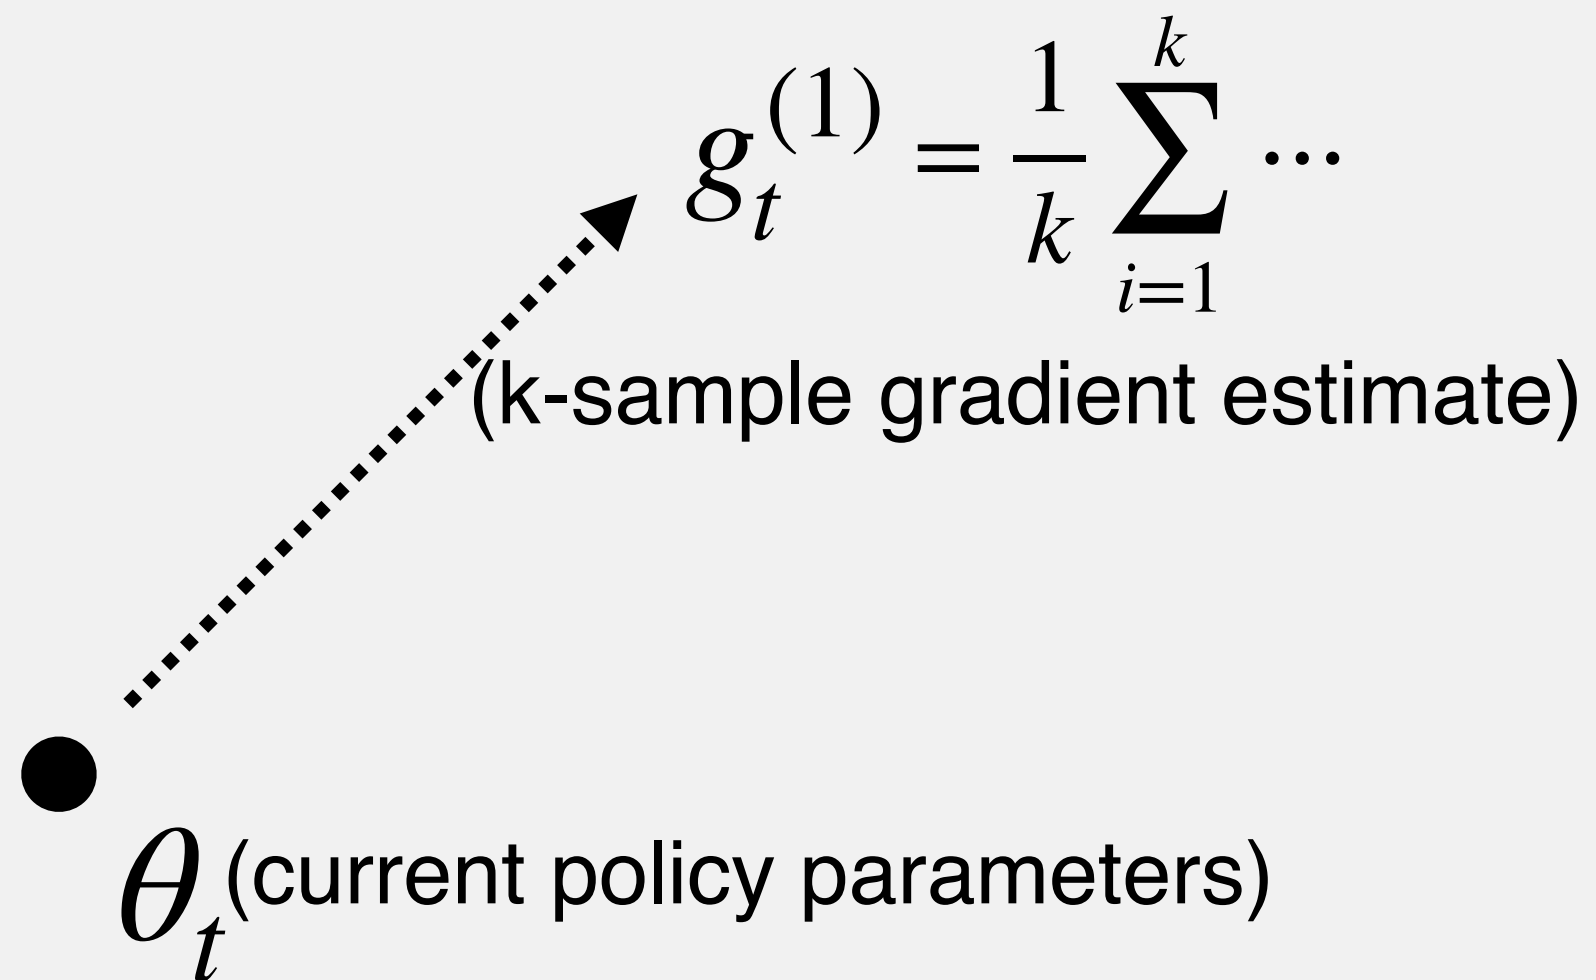 g_t^{(1)} = \frac{1}{k} \sum_{i=1}^{k} \cdots
(k-sample gradient estimate)
θ_t (current policy parameters)